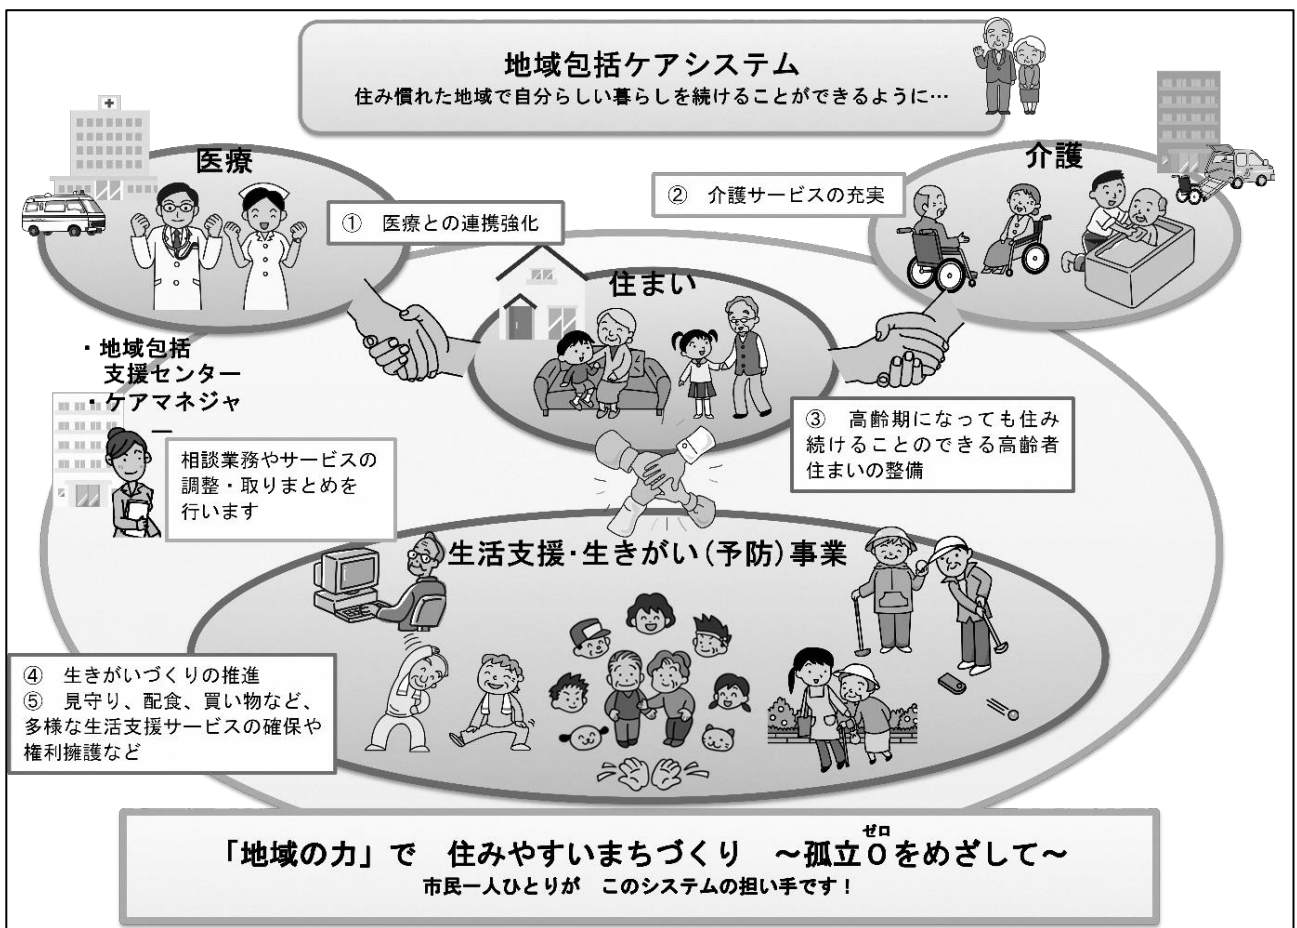 地域包括ケアシステム
住み慣れた地域で自分らしい暮らしを続けることができるように…
医療
介護
① 医療との連携強化
② 介護サービスの充実
住まい
・地域包括
支援センター
・ケアマネジャ
ー
相談業務やサービスの
調整・取りまとめを
行います
③ 高齢期になっても住み
続けることのできる高齢者
住まいの整備
生活支援・生きがい(予防)事業
④ 生きがいづくりの推進
⑤ 見守り、配食、買い物など、
多様な生活支援サービスの確保や
権利擁護など
ゼロ
「地域の力」で 住みやすいまちづくり ～孤立０をめざして～
市民一人ひとりが このシステムの担い手です！